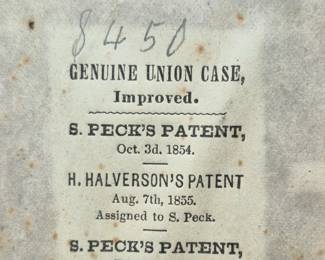 8450
GENUINE UNION CASE,
Improved.
S. PECK'S PATENT,
Oct. 3d. 1854.
H. HALVERSON'S PATENT
Aug. 7th, 1855.
Assigned to S. Peck.
S. PECK'S PATENT,